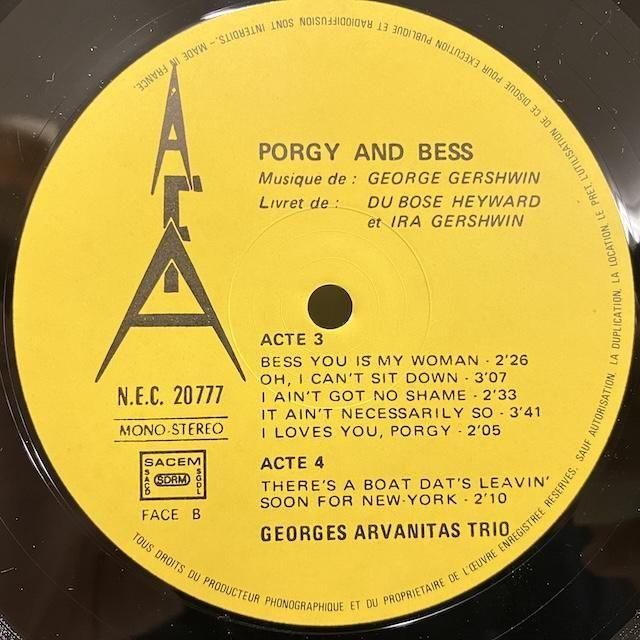 TOUS DROITS DU PRODUCTEUR PHONOGRAPHIQUE ET DU PROPRIETAIRE DE L'ŒUVRE ENREGISTREE RESERVES. SAUF AUTORISATION, LA DUPLICATION, LA LOCATION, LE PRET, L'UTILISATION DE CE DISQUE POUR EXECUTION PUBLIQUE ET RADIODIFFUSION SONT INTERDITS. - MADE IN FRANCE.
PORGY AND BESS
Musique de : GEORGE GERSHWIN
Livret de : DU BOSE HEYWARD
et IRA GERSHWIN
ACTE 3
BESS YOU IS MY WOMAN - 2'26
OH, I CAN'T SIT DOWN - 3'07
I AIN'T GOT NO SHAME - 2'33
IT AIN'T NECESSARILY SO - 3'41
I LOVES YOU, PORGY - 2'05
ACTE 4
THERE'S A BOAT DAT'S LEAVIN'
SOON FOR NEW-YORK - 2'10
GEORGES ARVANITAS TRIO
N.E.C. 20777
MONO-STEREO
SACEM
SACD
SDRM
SGDL
FACE B